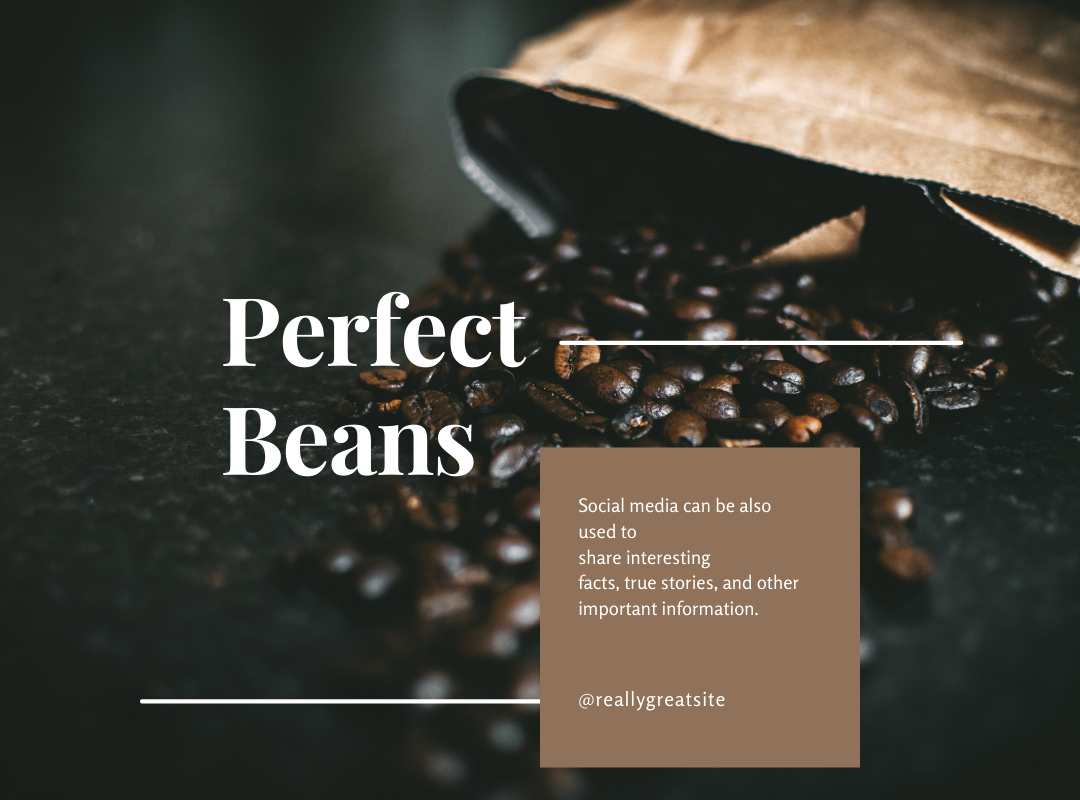 Perfect
Beans
Social media can be also
used to
share interesting
facts, true stories, and other
important information.
@reallygreatsite